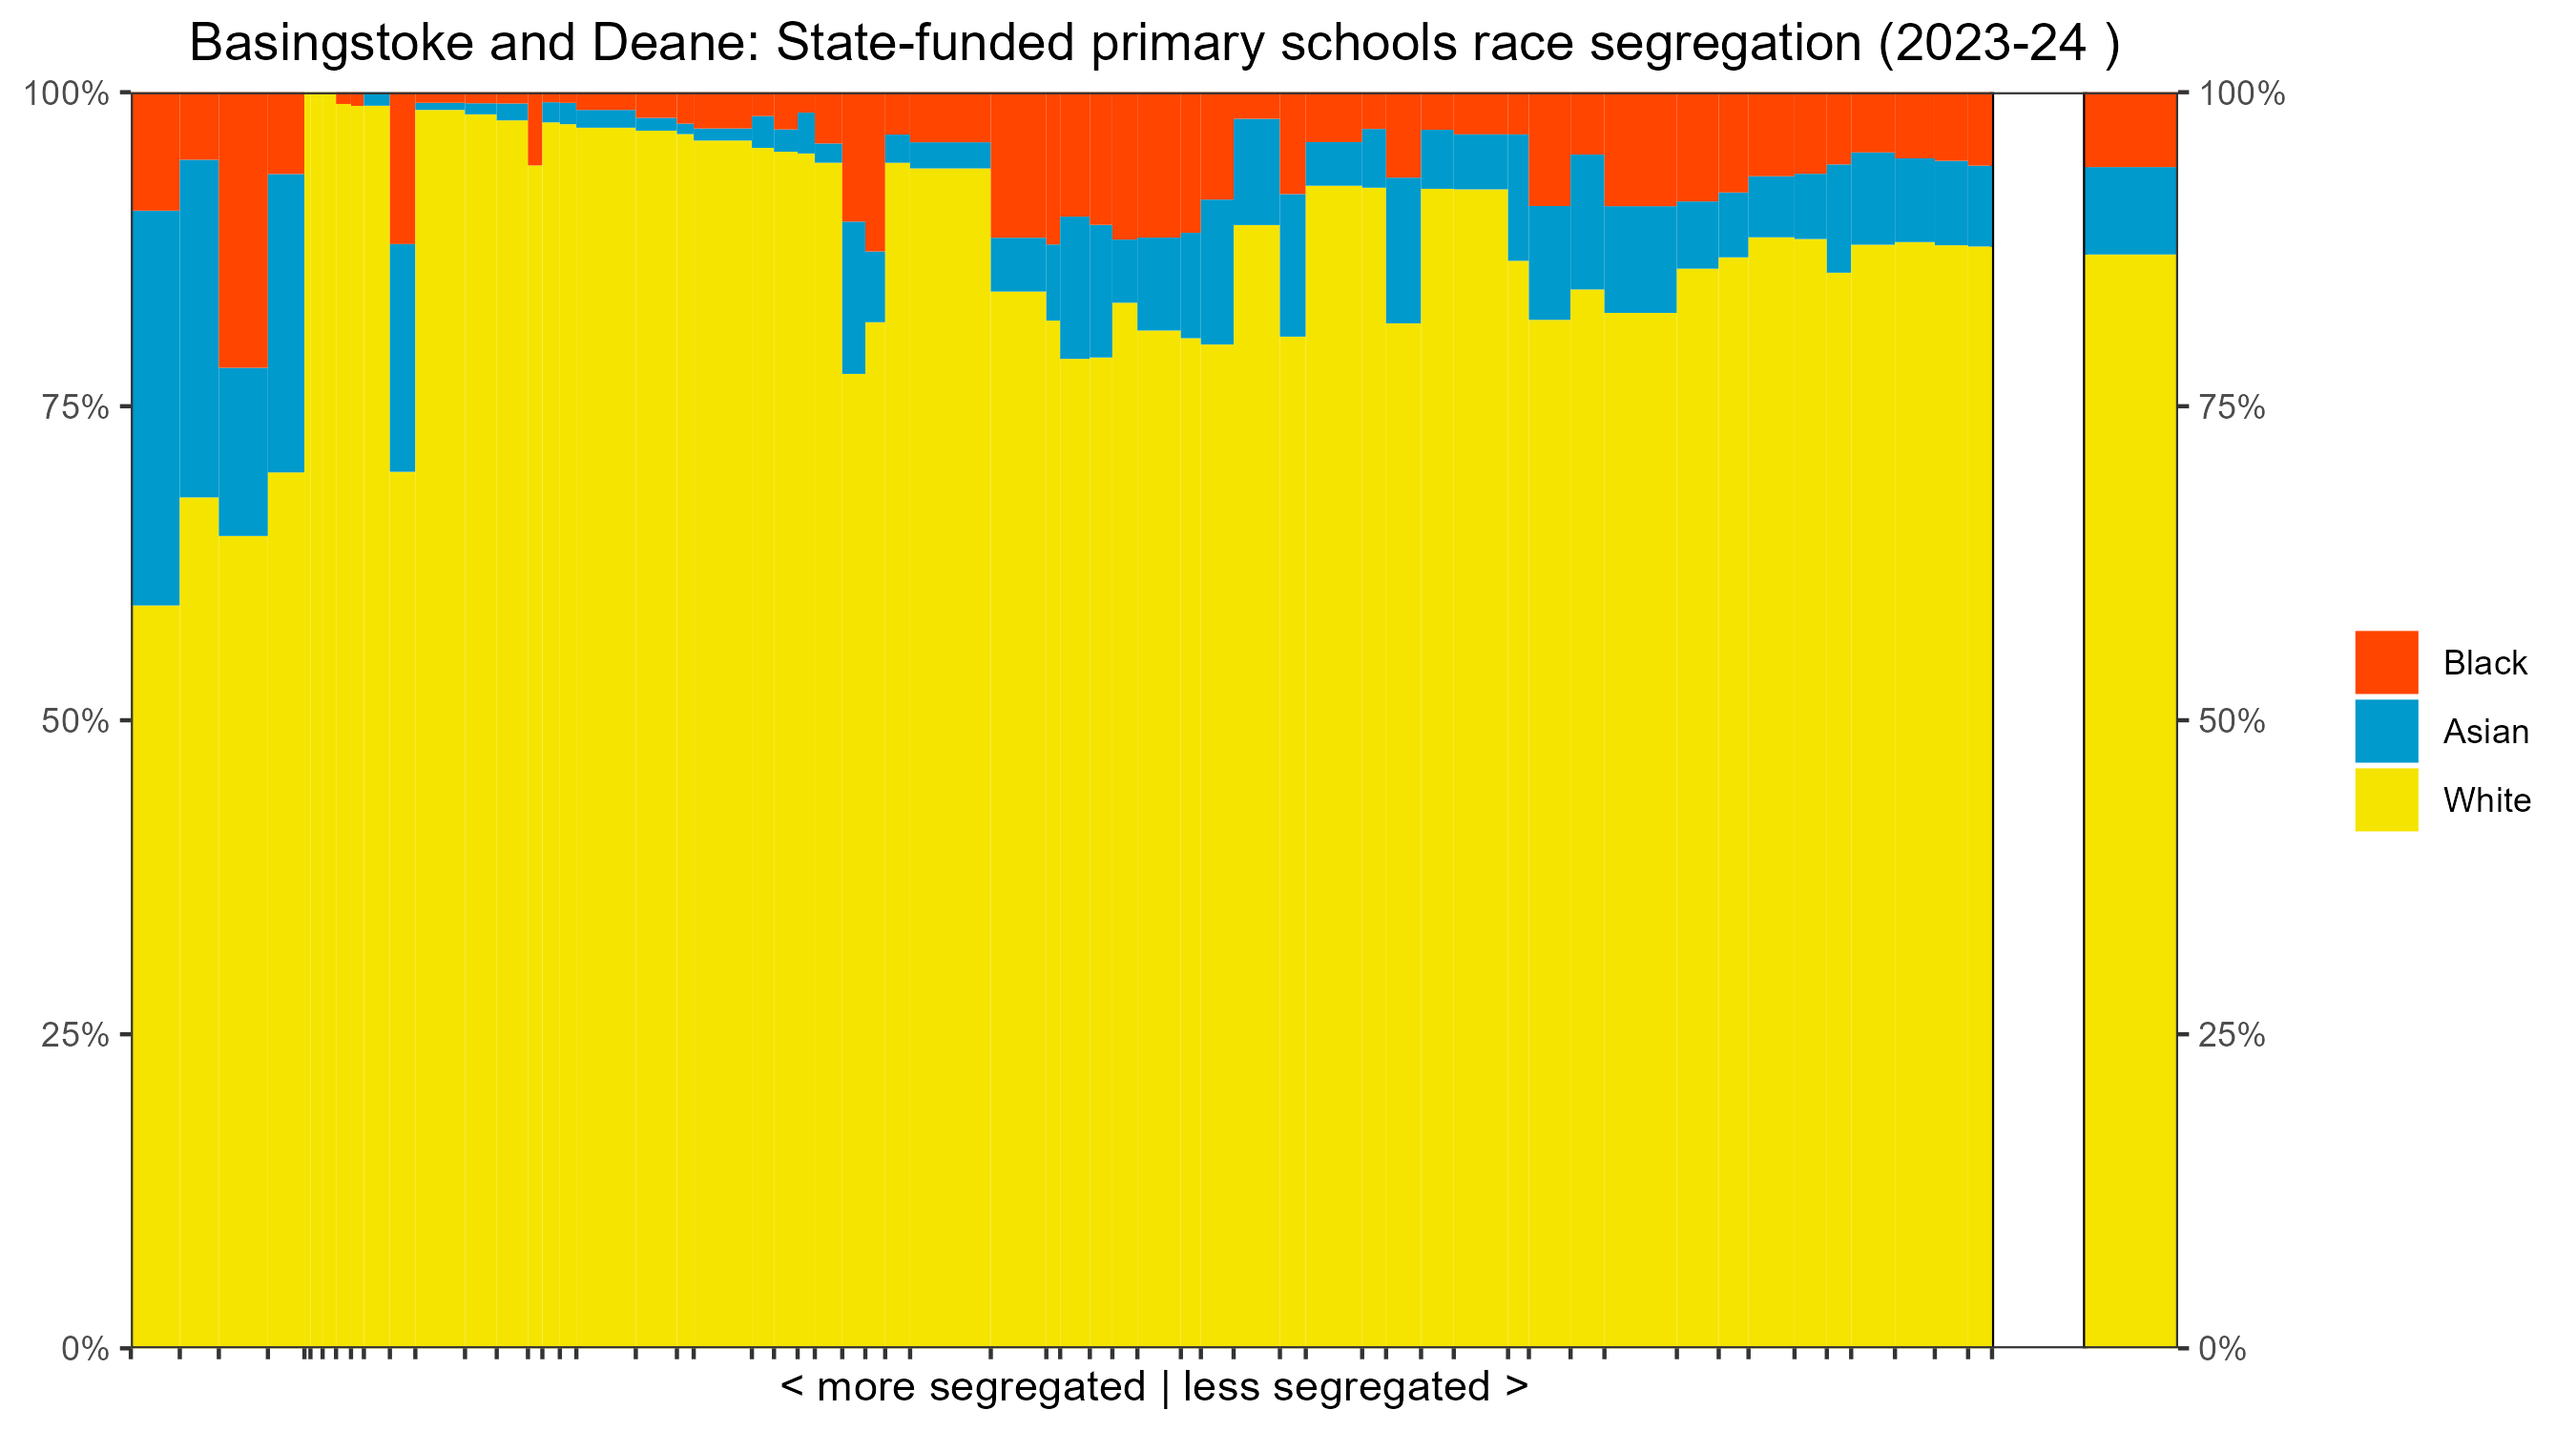 Basingstoke and Deane: State-funded primary schools race segregation (2023-24 )
100%
75%
50%
25%
0%
100%
75%
50%
25%
0%
Black
Asian
White
< more segregated | less segregated >